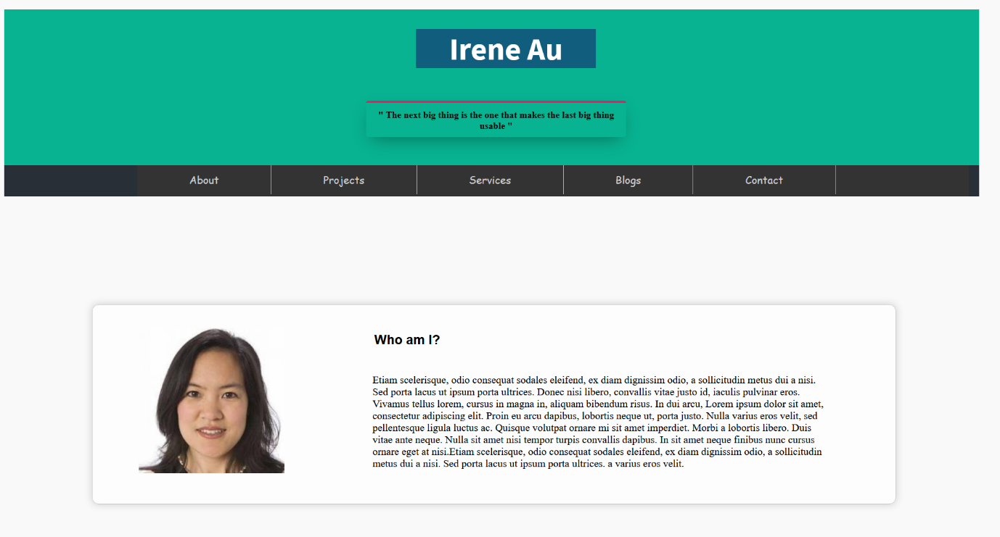 Irene Au
" The next big thing is the one that makes the last big thing
usable "
About Projects Services Blogs Contact
Who am I?
Etiam scelerisque, odio consequat sodales eleifend, ex diam dignissim odio, a sollicitudin metus dui a nisi.
Sed porta lacus ut ipsum porta ultrices. Donec nisi libero, convallis vitae justo id, iaculis pulvinar eros.
Vivamus tellus lorem, cursus in magna in, aliquam bibendum risus. In dui arcu, Lorem ipsum dolor sit amet,
consectetur adipiscing elit. Proin eu arcu dapibus, lobortis neque ut, porta justo. Nulla varius eros velit, sed
pellentesque ligula luctus ac. Quisque volutpat ornare mi sit amet imperdiet. Morbi a lobortis libero. Duis
vitae ante neque. Nulla sit amet nisi tempor turpis convallis dapibus. In sit amet neque finibus nunc cursus
ornare eget at nisi.Etiam scelerisque, odio consequat sodales eleifend, ex diam dignissim odio, a sollicitudin
metus dui a nisi. Sed porta lacus ut ipsum porta ultrices. a varius eros velit.